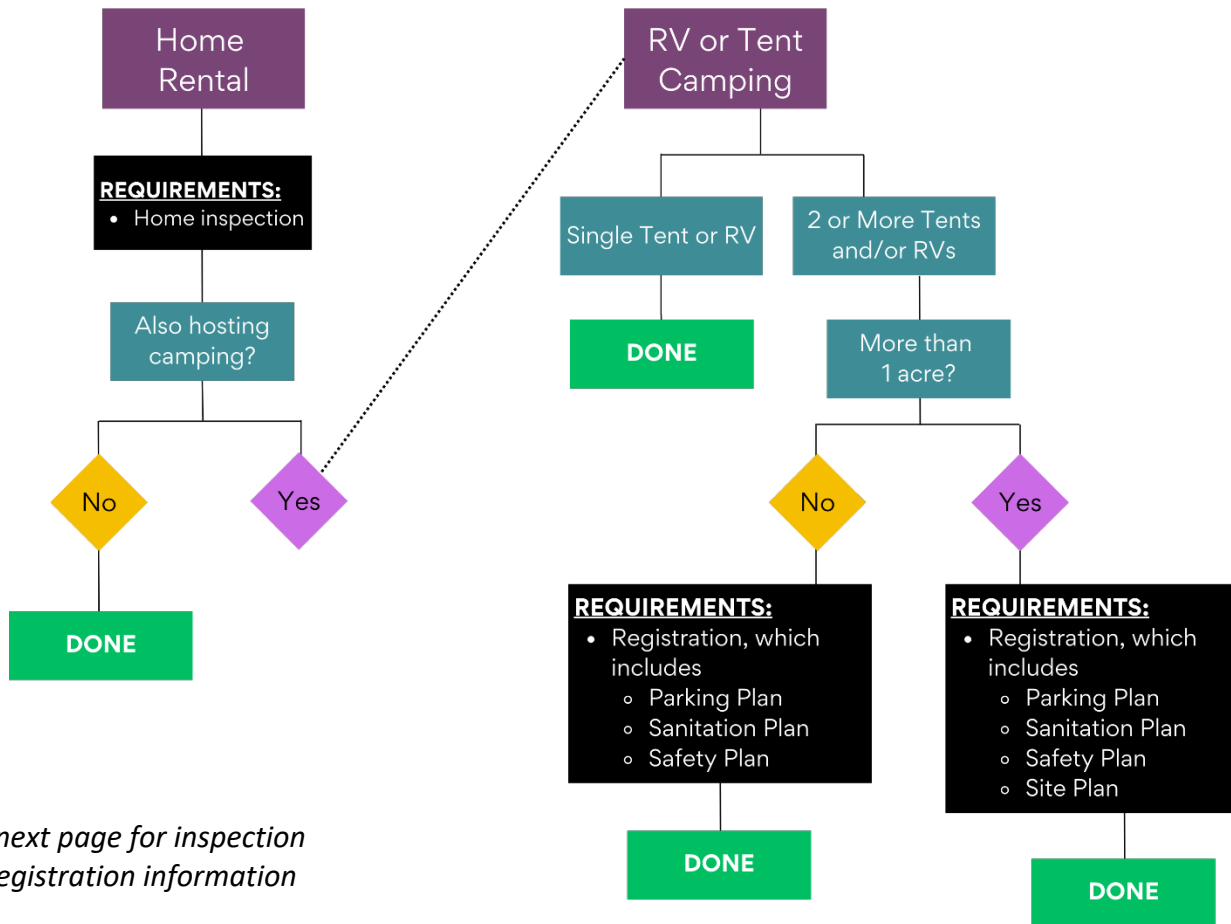 Home
Rental
REQUIREMENTS:
• Home inspection
Also hosting
camping?
No
Yes
DONE
RV or Tent
Camping
Single Tent or RV
DONE
2 or More Tents
and/or RVs
More than
1 acre?
No
Yes
REQUIREMENTS:
• Registration, which
includes
◦ Parking Plan
◦ Sanitation Plan
◦ Safety Plan
DONE
REQUIREMENTS:
• Registration, which
includes
◦ Parking Plan
◦ Sanitation Plan
◦ Safety Plan
◦ Site Plan
DONE
next page for inspection
egistration information